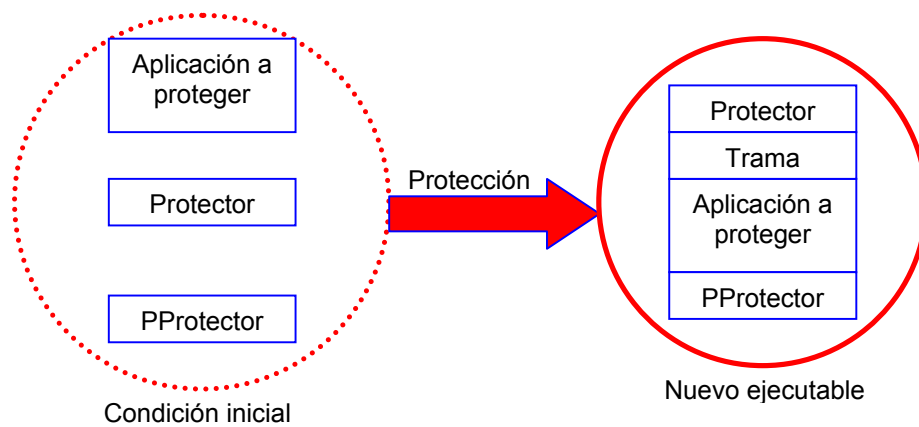 Aplicación a
proteger
Protector
PProtector
Condición inicial
Protección
Protector
Trama
Aplicación a
proteger
PProtector
Nuevo ejecutable